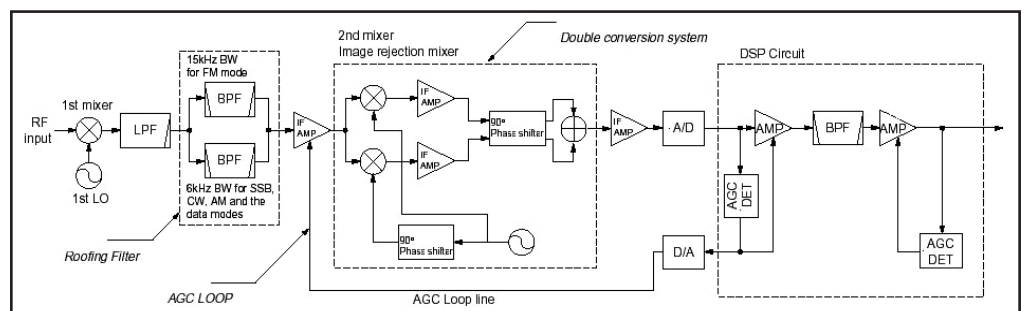 2nd mixer
Image rejection mixer
Double conversion system
DSP Circuit
15kHz BW
for FM mode
BPF
1st mixer
RF
input
LPF
IF
AMP
IF
AMP
90°
Phase shifter
IF
AMP
A/D
AMP
BPF
AMP
BPF
IF
AMP
1st LO
6kHz BW for SSB,
CW, AM and the
data modes
AGC
DET
90°
Phase shifter
Roofing Filter
D/A
AGC
DET
AGC LOOP
AGC Loop line